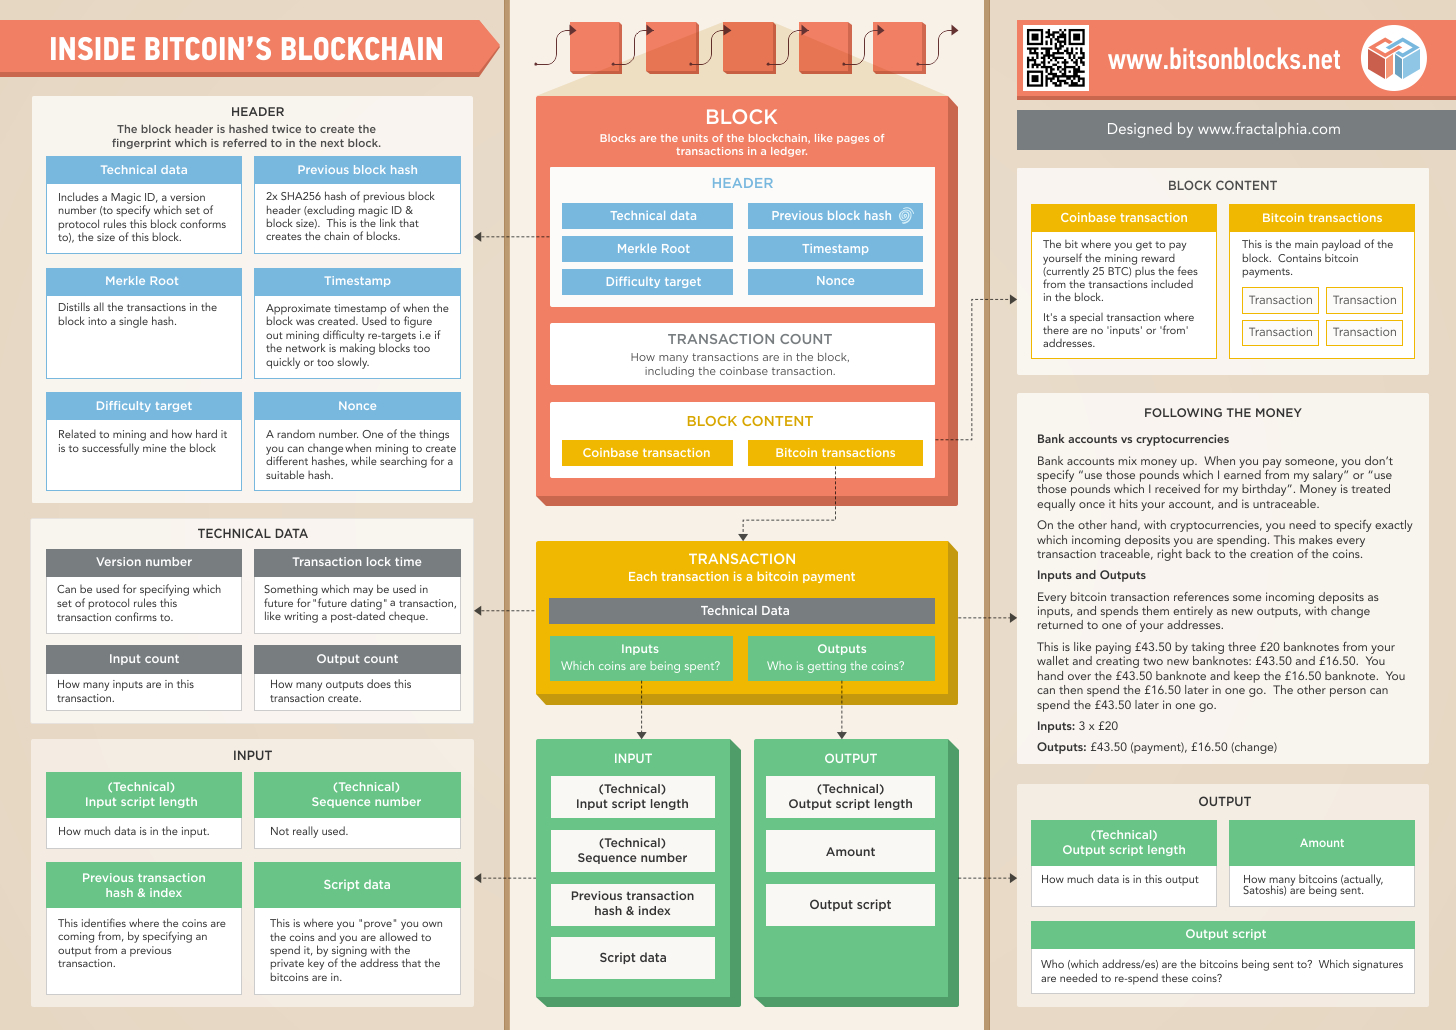 INSIDE BITCOIN'S BLOCKCHAIN
HEADER
The block header is hashed twice to create the
fingerprint which is referred to in the next block.
Technical data
Includes a Magic ID, a version
number (to specify which set of
protocol rules this block conforms
to), the size of this block.
Previous block hash
2x SHA256 hash of previous block
header (excluding magic ID &
block size). This is the link that
creates the chain of blocks.
Merkle Root
Distills all the transactions in the
block into a single hash.
Timestamp
Approximate timestamp of when the
block was created. Used to figure
out mining difficulty re-targets i.e if
the network is making blocks too
quickly or too slowly.
Difficulty target
Related to mining and how hard it
is to successfully mine the block
Nonce
A random number. One of the things
you can change when mining to create
different hashes, while searching for a
suitable hash.
TECHNICAL DATA
Version number
Can be used for specifying which
set of protocol rules this
transaction confirms to.
Transaction lock time
Something which may be used in
future for "future dating" a transaction,
like writing a post-dated cheque.
Input count
How many inputs are in this
transaction.
Output count
How many outputs does this
transaction create.
INPUT
(Technical)
Input script length
How much data is in the input.
(Technical)
Sequence number
Not really used.
Previous transaction
hash & index
This identifies where the coins are
coming from, by specifying an
output from a previous
transaction.
Script data
This is where you "prove" you own
the coins and you are allowed to
spend it, by signing with the
private key of the address that the
bitcoins are in.
BLOCK
Blocks are the units of the blockchain, like pages of
transactions in a ledger.
HEADER
Technical data
Previous block hash
Merkle Root
Timestamp
Difficulty target
Nonce
TRANSACTION COUNT
How many transactions are in the block,
including the coinbase transaction.
BLOCK CONTENT
Coinbase transaction
Bitcoin transactions
TRANSACTION
Each transaction is a bitcoin payment
Technical Data
Inputs
Which coins are being spent?
Outputs
Who is getting the coins?
INPUT
(Technical)
Input script length
(Technical)
Sequence number
Previous transaction
hash & index
Script data
OUTPUT
(Technical)
Output script length
Amount
Output script
www.bitsonblocks.net
Designed by www.fractalphia.com
BLOCK CONTENT
Coinbase transaction
The bit where you get to pay
yourself the mining reward
(currently 25 BTC) plus the fees
from the transactions included
in the block.
It's a special transaction where
there are no 'inputs' or 'from'
addresses.
Bitcoin transactions
This is the main payload of the
block. Contains bitcoin
payments.
Transaction
Transaction
Transaction
Transaction
FOLLOWING THE MONEY
Bank accounts vs cryptocurrencies
Bank accounts mix money up. When you pay someone, you don't
specify "use those pounds which I earned from my salary" or "use
those pounds which I received for my birthday". Money is treated
equally once it hits your account, and is untraceable.
On the other hand, with cryptocurrencies, you need to specify exactly
which incoming deposits you are spending. This makes every
transaction traceable, right back to the creation of the coins.
Inputs and Outputs
Every bitcoin transaction references some incoming deposits as
inputs, and spends them entirely as new outputs, with change
returned to one of your addresses.
This is like paying £43.50 by taking three £20 banknotes from your
wallet and creating two new banknotes: £43.50 and £16.50. You
hand over the £43.50 banknote and keep the £16.50 banknote. You
can then spend the £16.50 later in one go. The other person can
spend the £43.50 later in one go.
Inputs: 3 x £20
Outputs: £43.50 (payment), £16.50 (change)
OUTPUT
(Technical)
Output script length
How much data is in this output
Amount
How many bitcoins (actually,
Satoshis) are being sent.
Output script
Who (which address/es) are the bitcoins being sent to? Which signatures
are needed to re-spend these coins?